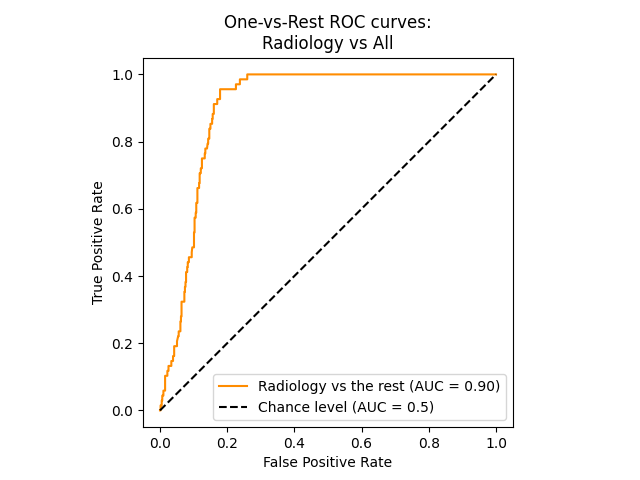 One-vs-Rest ROC curves:
Radiology vs All
True Positive Rate
1.0
0.8
0.6
0.4
0.2
0.0
0.0 0.2 0.4 0.6 0.8 1.0
False Positive Rate
Radiology vs the rest (AUC = 0.90)
Chance level (AUC = 0.5)